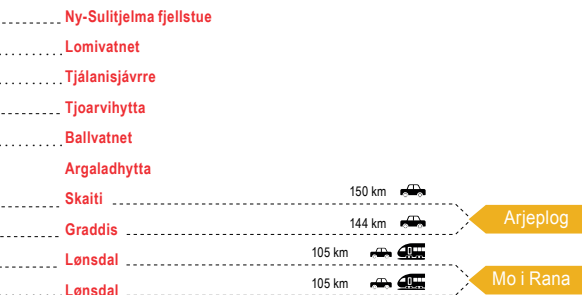 Ny-Sulitjelma fjellstue
Lomivatnet
Tjálanisjávrre
Tjoarvihytta
Ballvatnet
Argaladhytta
Skaiti 150 km
Graddis 144 km
Arjeplog
Lønsdal 105 km
Lønsdal 105 km
Mo i Rana